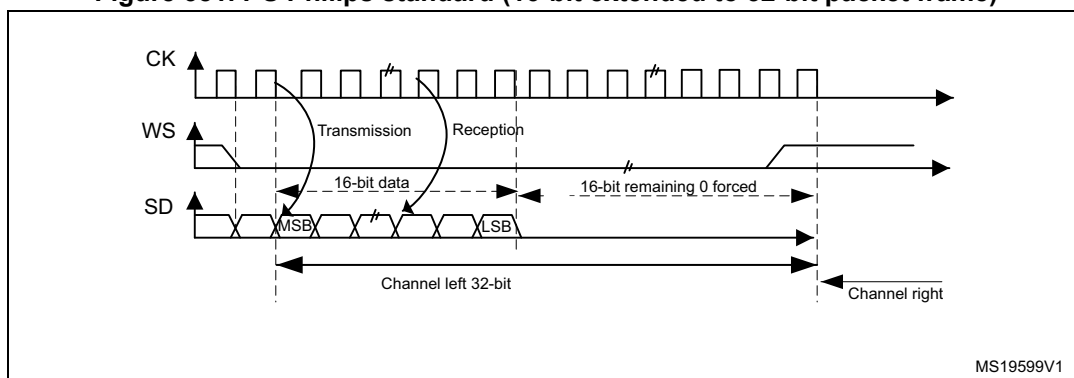 CK
WS
Transmission
Reception
16-bit data
16-bit remaining 0 forced
SD
MSB
LSB
Channel left 32-bit
Channel right
MS19599V1